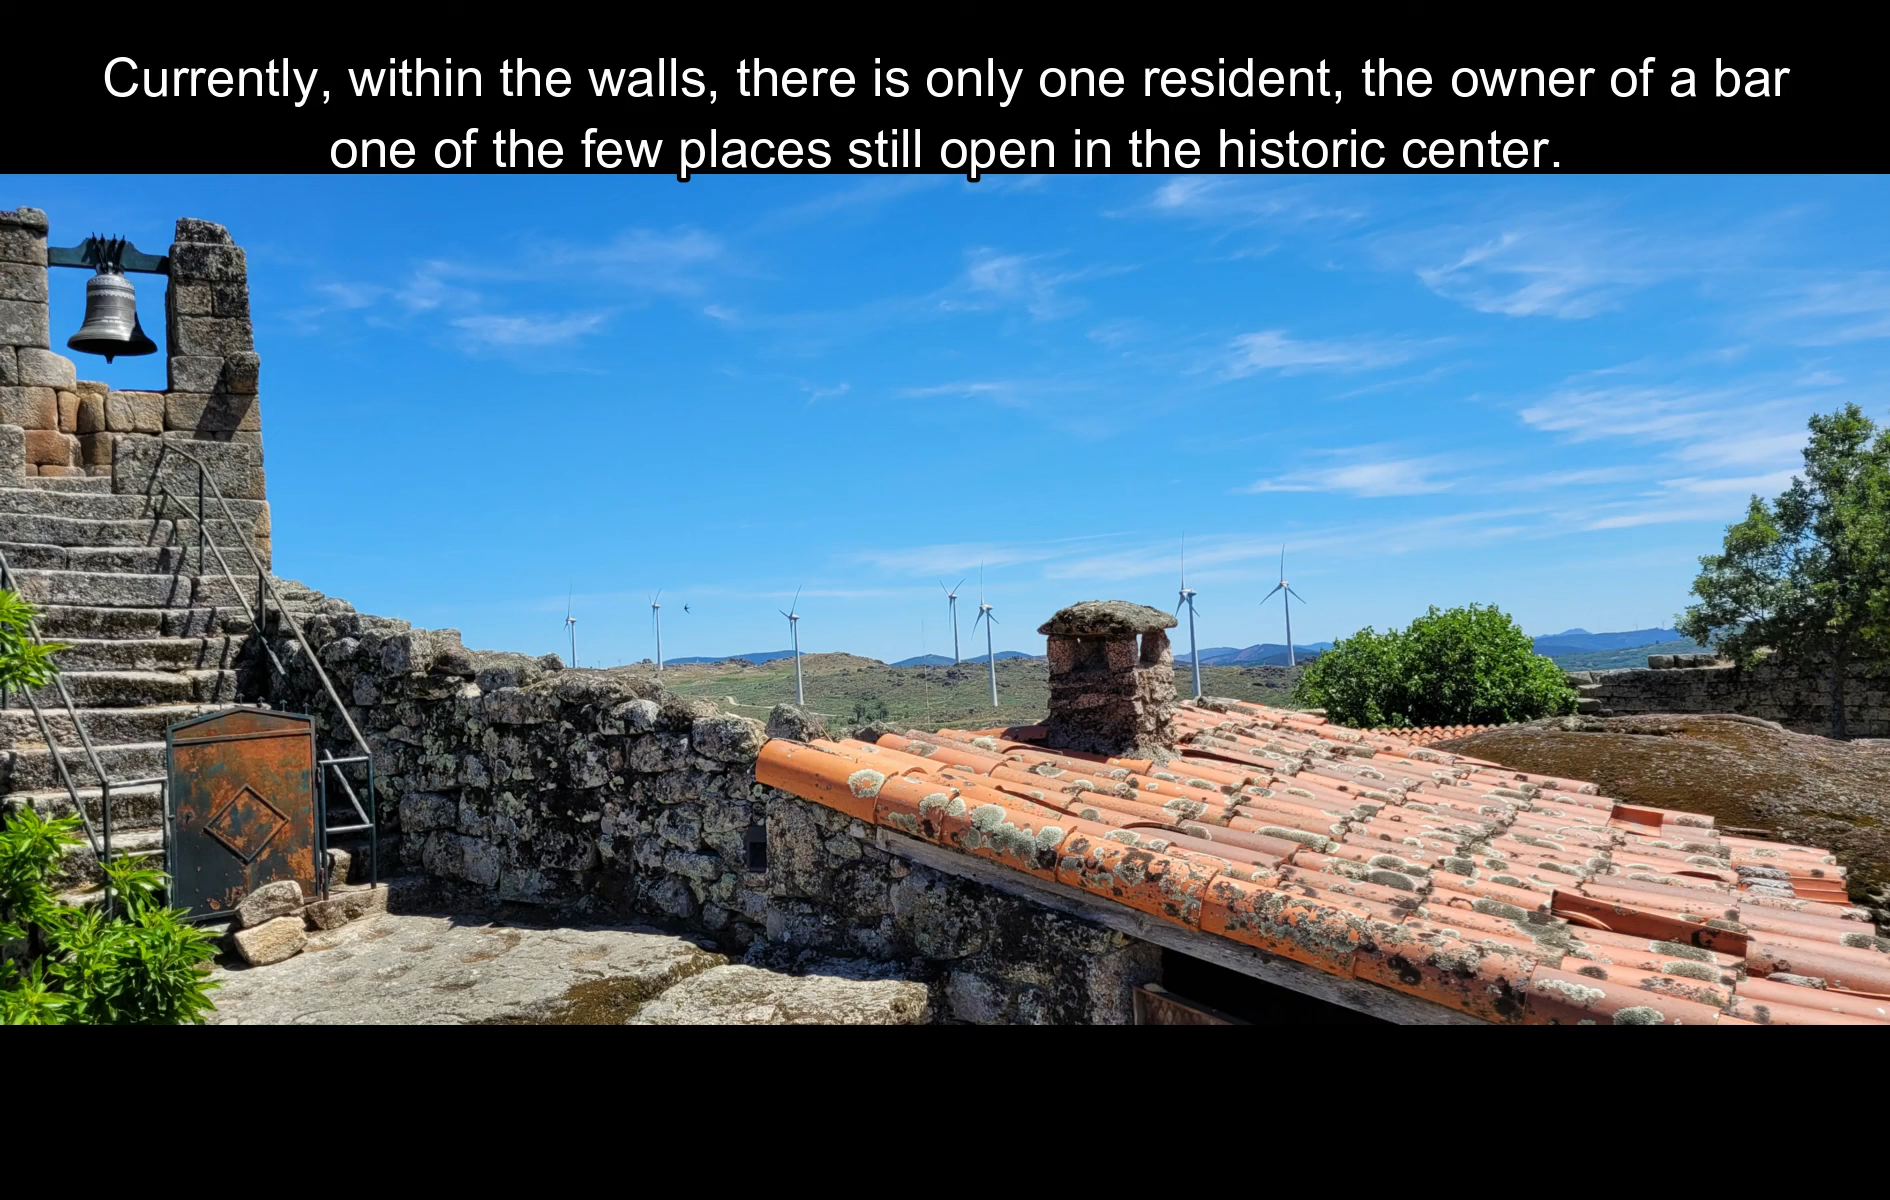 Currently, within the walls, there is only one resident, the owner of a bar
one of the few places still open in the historic center.